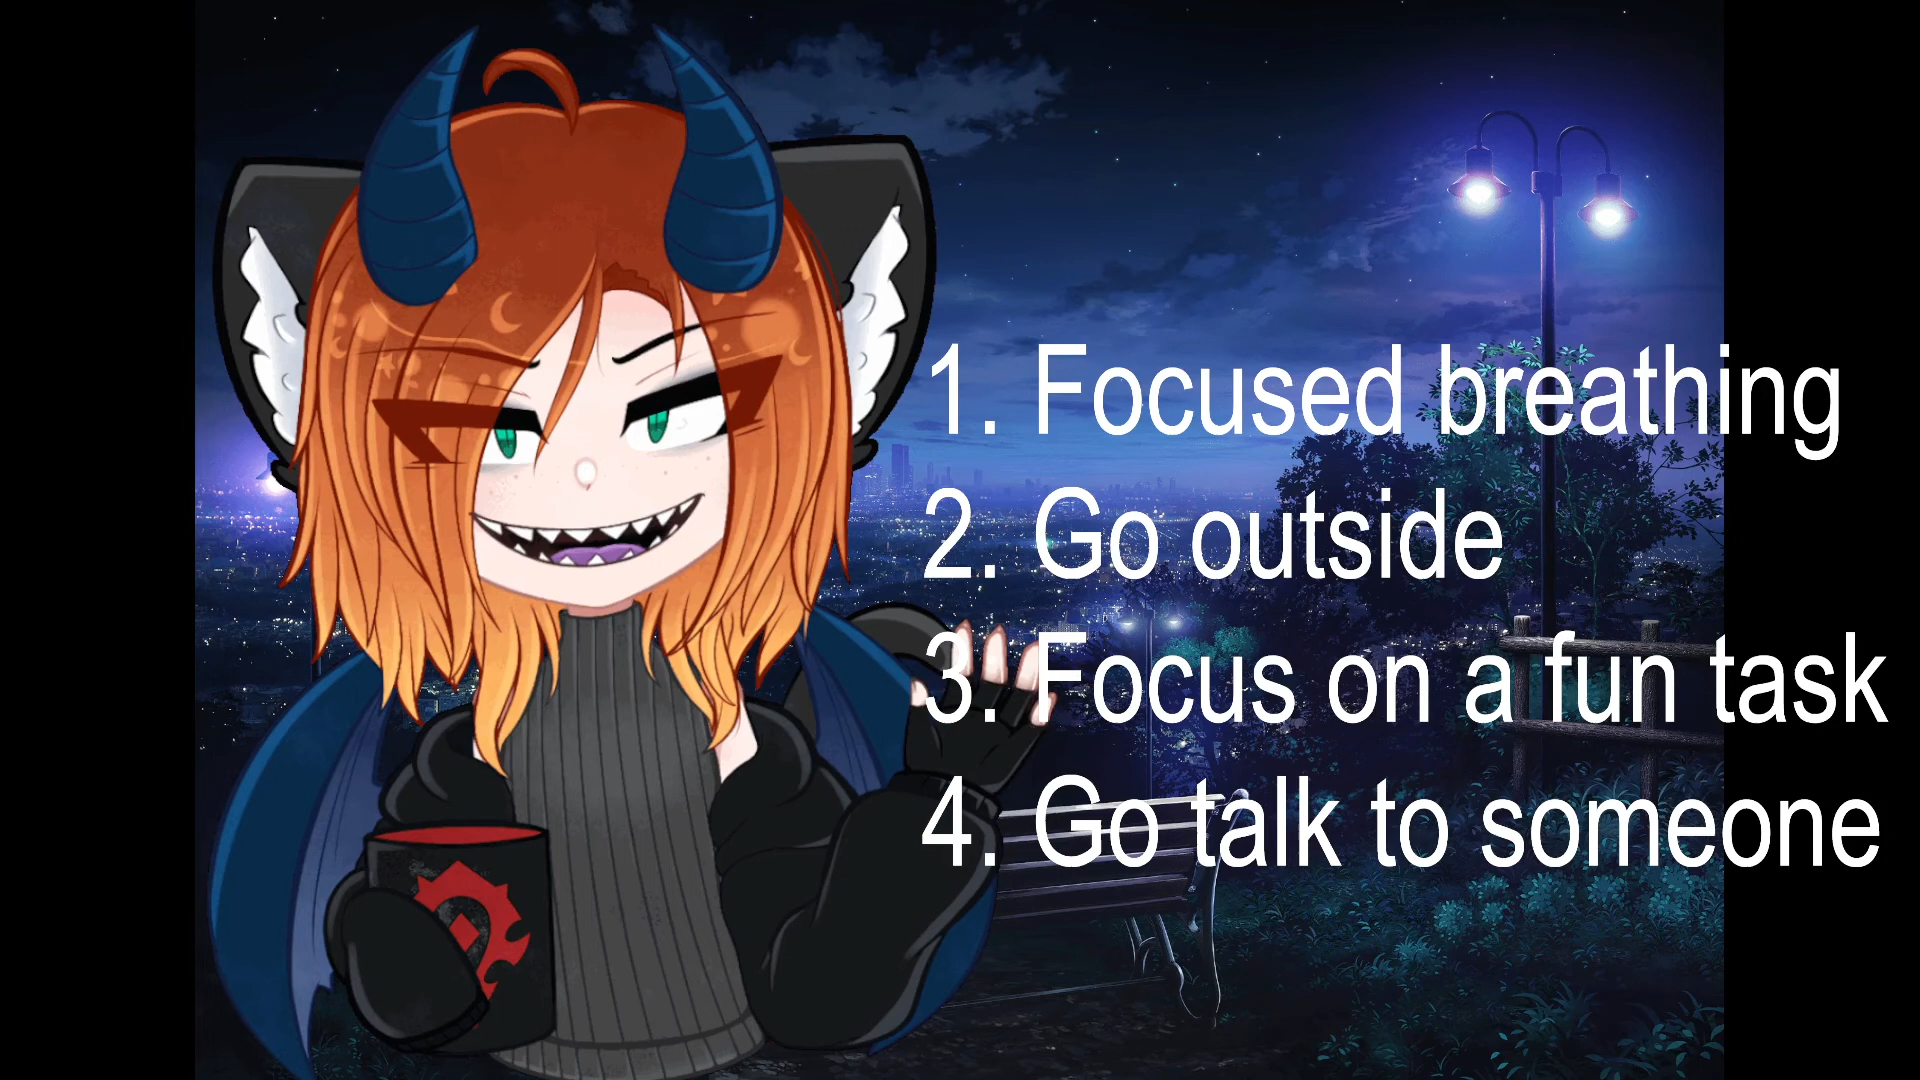 1. Focused breathing
2. Go outside
3. Focus on a fun task
4. Go talk to someone